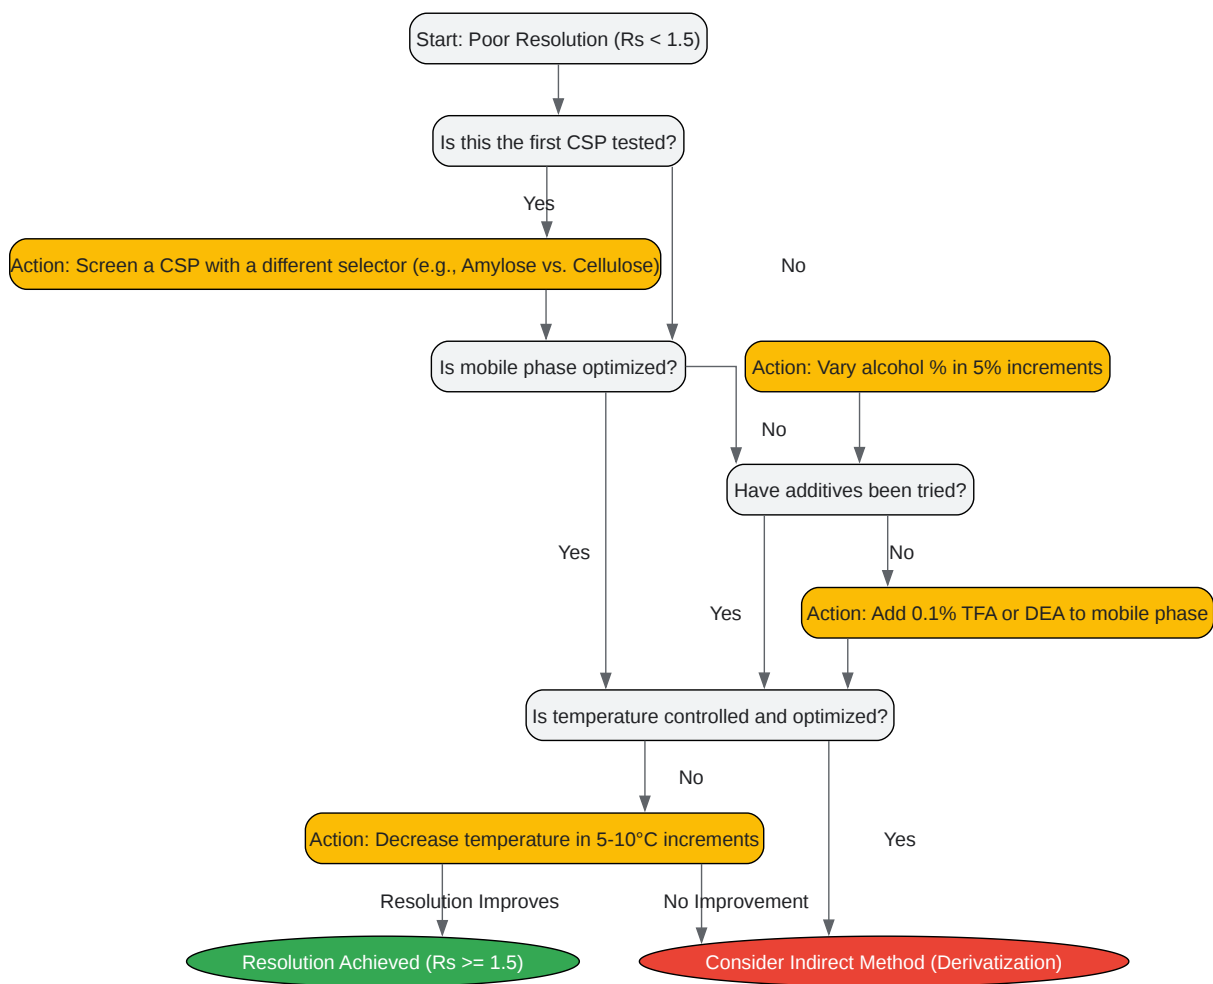 Start: Poor Resolution (Rs < 1.5)
Is this the first CSP tested?
Yes
Action: Screen a CSP with a different selector (e.g., Amylose vs. Cellulose)
No
Is mobile phase optimized?
Action: Vary alcohol % in 5% increments
No
Have additives been tried?
Yes
No
Yes
Action: Add 0.1% TFA or DEA to mobile phase
Is temperature controlled and optimized?
No
Action: Decrease temperature in 5-10°C increments
Yes
Resolution Improves
No Improvement
Resolution Achieved (Rs >= 1.5)
Consider Indirect Method (Derivatization)